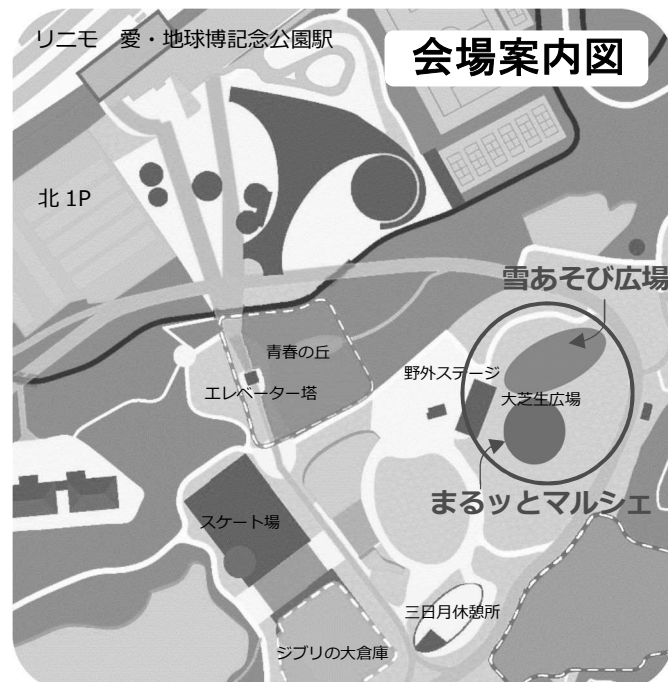 リニモ　愛・地球博記念公園駅
会場案内図
北 1P
雪あそび広場
青春の丘
野外ステージ
エレベーター塔
大芝生広場
まるッとマルシェ
スケート場
三日月休憩所
ジブリの大倉庫